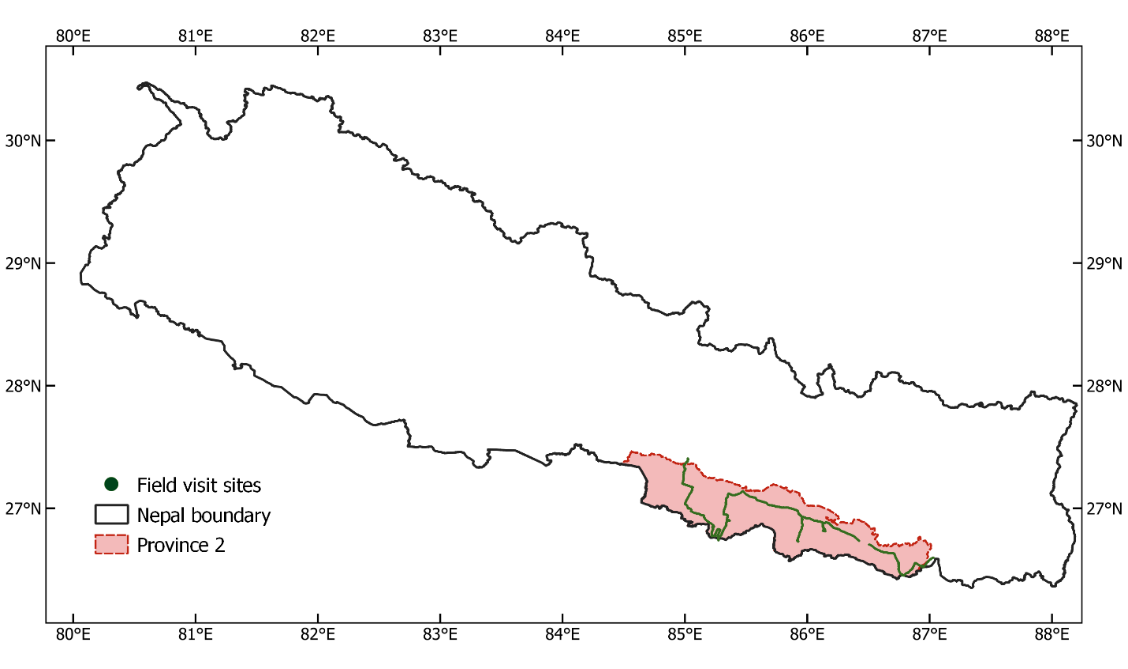 80°E 81°E 82°E 83°E 84°E 85°E 86°E 87°E 88°E
30°N 30°N
29°N 29°N
28°N 28°N
27°N 27°N
Field visit sites
Nepal boundary
Province 2
80°E 81°E 82°E 83°E 84°E 85°E 86°E 87°E 88°E